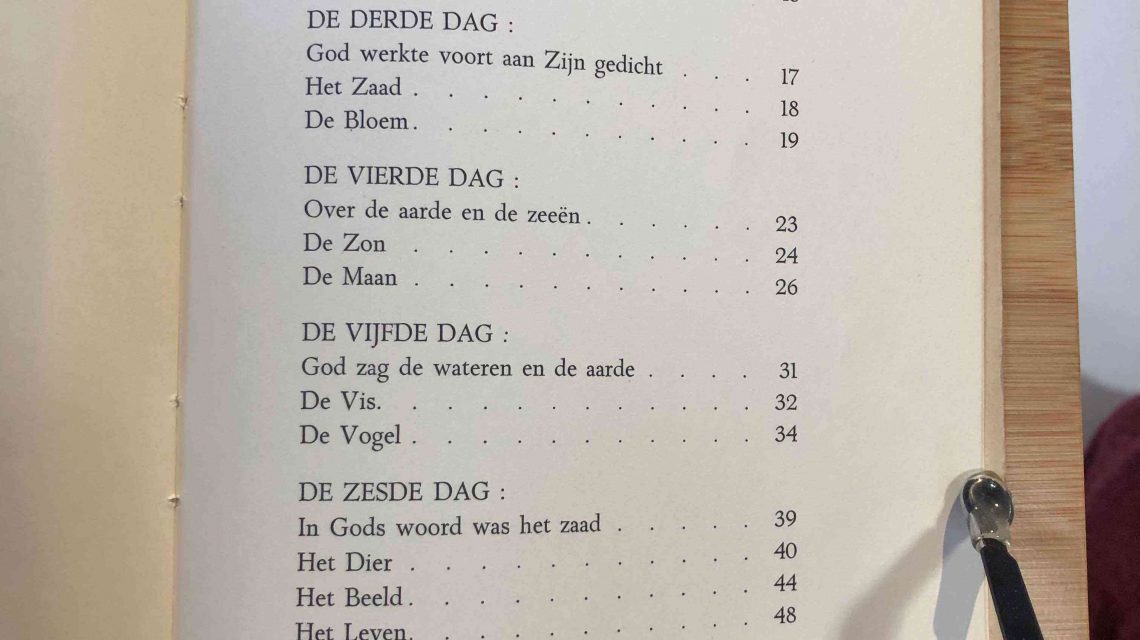 DE DERDE DAG :
God werkte voort aan Zijn gedicht . . . 17
Het Zaad . . . . . . . . . . . 18
De Bloem. . . . . . . . . . . 19
DE VIERDE DAG :
Over de aarde en de zeeën . . . . . . 23
De Zon . . . . . . . . . . . 24
De Maan . . . . . . . . . . . 26
DE VIJFDE DAG :
God zag de wateren en de aarde . . . . 31
De Vis. . . . . . . . . . . . 32
De Vogel . . . . . . . . . . . 34
DE ZESDE DAG :
In Gods woord was het zaad . . . . . 39
Het Dier . . . . . . . . . . . 40
Het Beeld. . . . . . . . . . . 44
Het Leven. . . . . . . . . . . 48